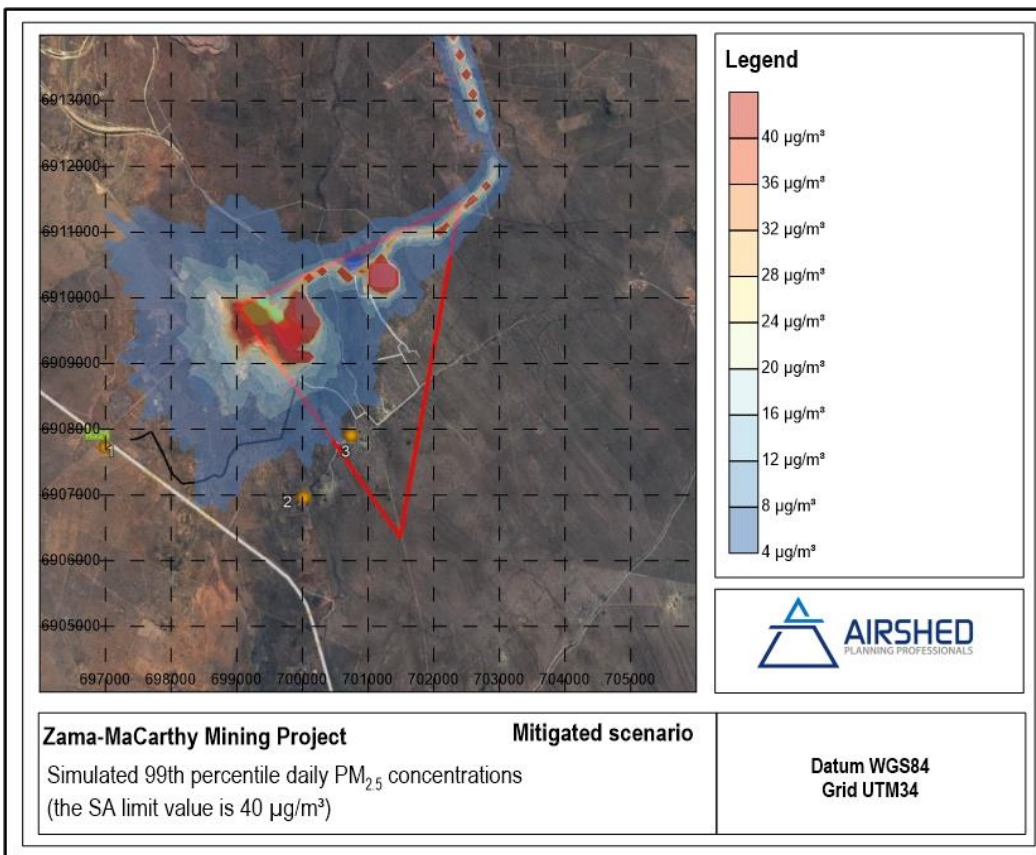 Legend
40 µg/m³
36 µg/m³
32 µg/m³
28 µg/m³
24 µg/m³
20 µg/m³
16 µg/m³
12 µg/m³
8 µg/m³
4 µg/m³
6913000
6912000
6911000
6910000
6909000
6908000
6907000
6906000
6905000
1
2
3
697000 698000 699000 700000 701000 702000 703000 704000 705000
AIRSHED
PLANNING PROFESSIONALS
Zama-MaCarthy Mining Project Mitigated scenario
Simulated 99th percentile daily PM2.5 concentrations
(the SA limit value is 40 µg/m³)
Datum WGS84
Grid UTM34